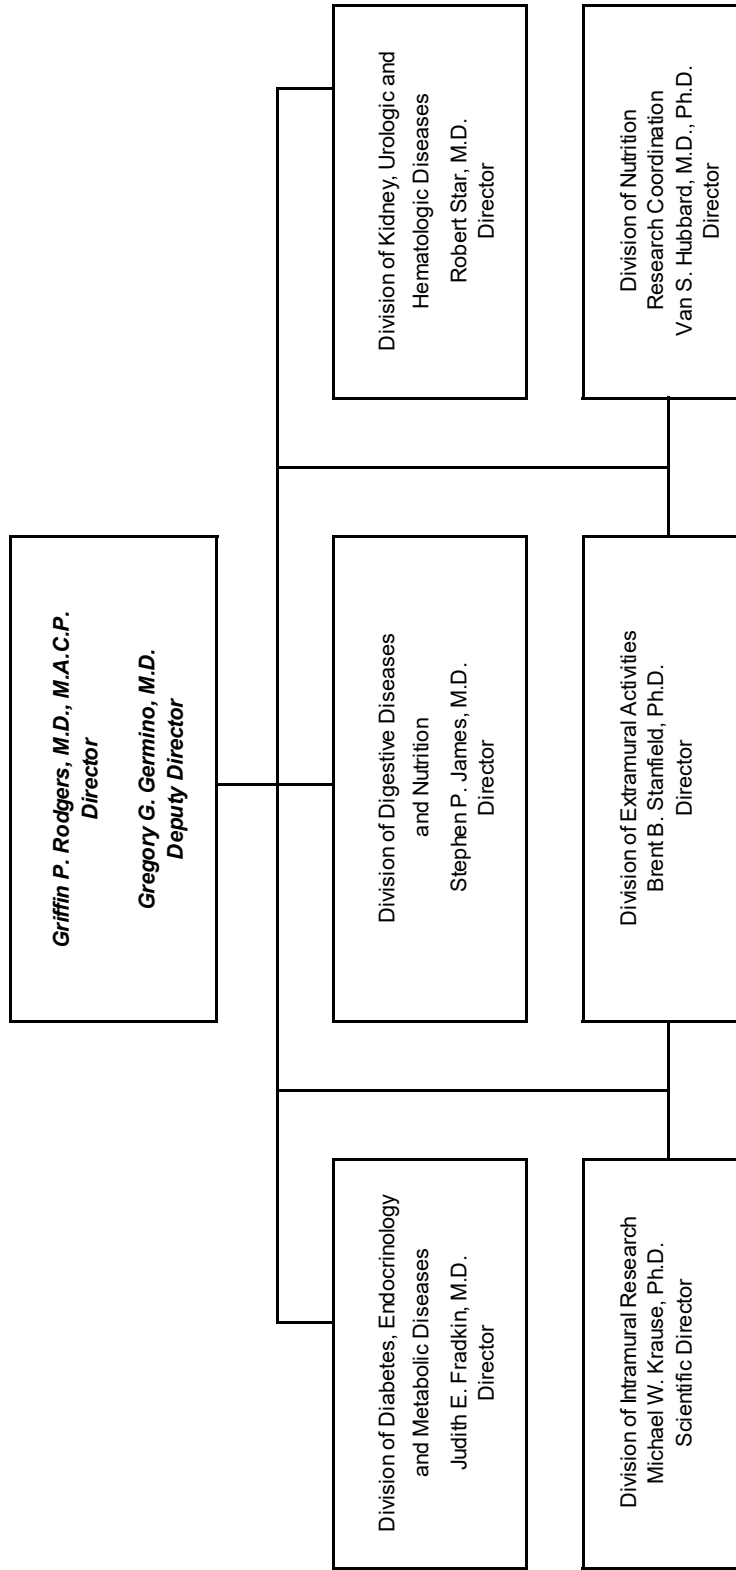 Griffin P. Rodgers, M.D., M.A.C.P.
Director
Gregory G. Germino, M.D.
Deputy Director
Division of Diabetes, Endocrinology
and Metabolic Diseases
Judith E. Fradkin, M.D.
Director
Division of Digestive Diseases
and Nutrition
Stephen P. James, M.D.
Director
Division of Kidney, Urologic and
Hematologic Diseases
Robert Star, M.D.
Director
Division of Intramural Research
Michael W. Krause, Ph.D.
Scientific Director
Division of Extramural Activities
Brent B. Stanfield, Ph.D.
Director
Division of Nutrition
Research Coordination
Van S. Hubbard, M.D., Ph.D.
Director